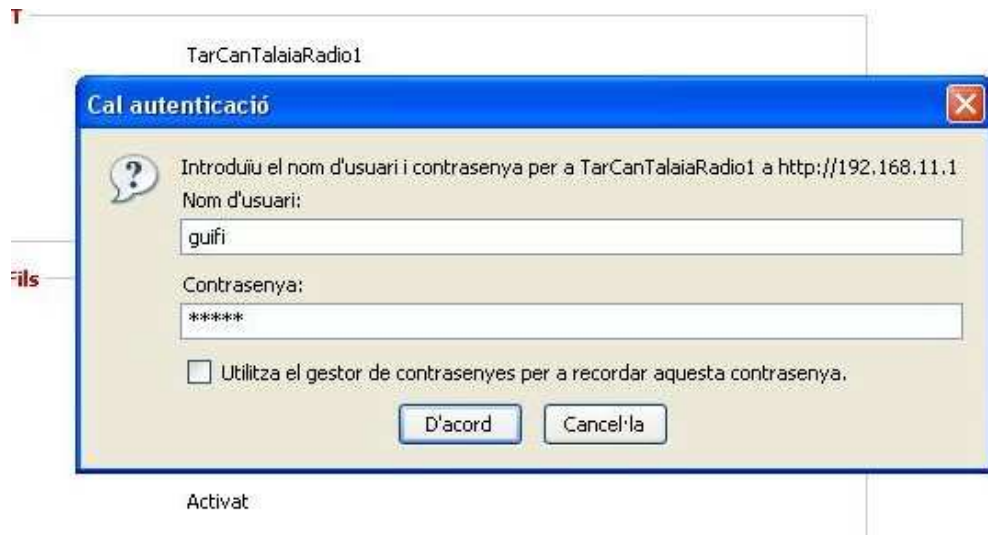 T
TarCanTalaiaRadio1
Cal autenticació
Introduïu el nom d'usuari i contrasenya per a TarCanTalaiaRadio1 a http://192.168.11.1
Nom d'usuari:
guifi
Fils
Contrasenya:
*****
Utilitza el gestor de contrasenyes per a recordar aquesta contrasenya.
D'acord Cancel·la
Activat